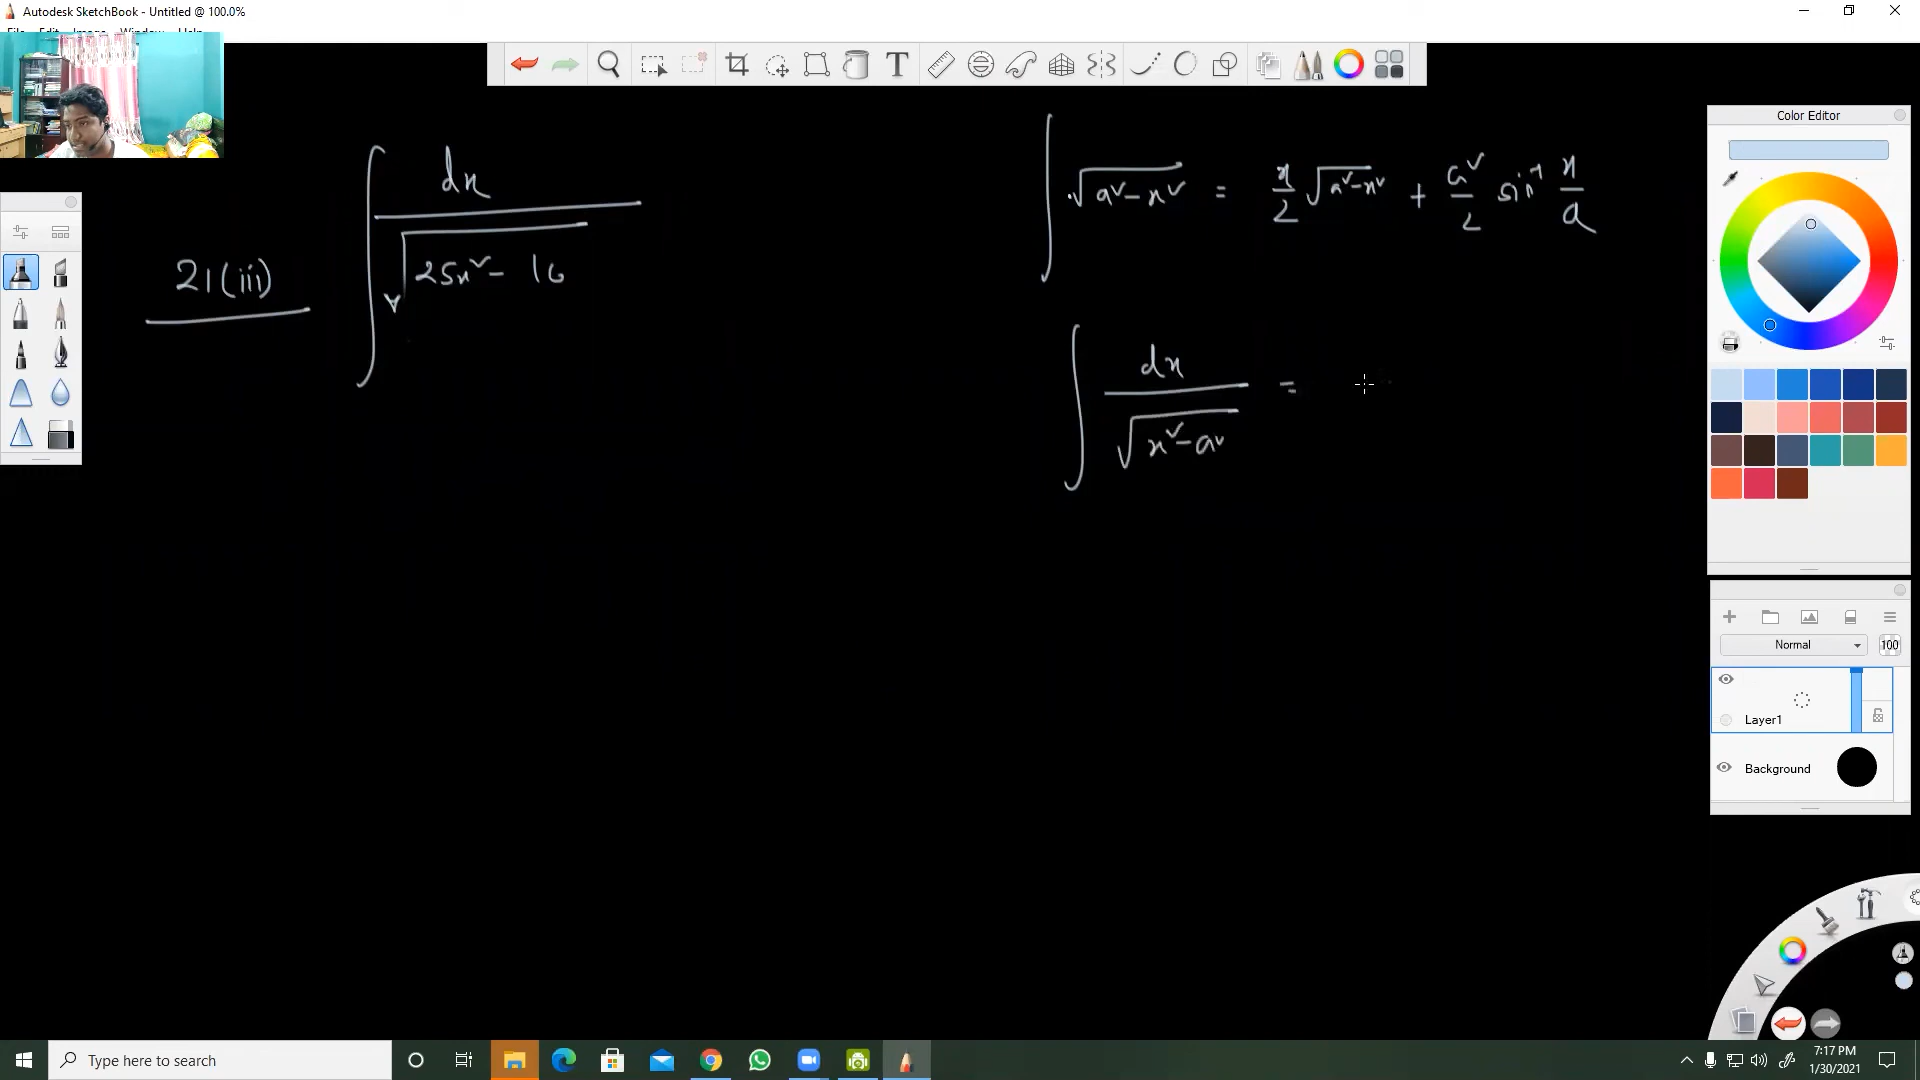 Autodesk SketchBook - Untitled @ 100.0%
21(iii) ∫ dx / √(25x² - 16)
∫ √(a² - x²) = x/2 √(a² - x²) + a²/2 sin⁻¹ x/a
∫ dx / √(x² - a²) =
Color Editor
Normal
100
Layer1
Background
Type here to search
7:17 PM
1/30/2021